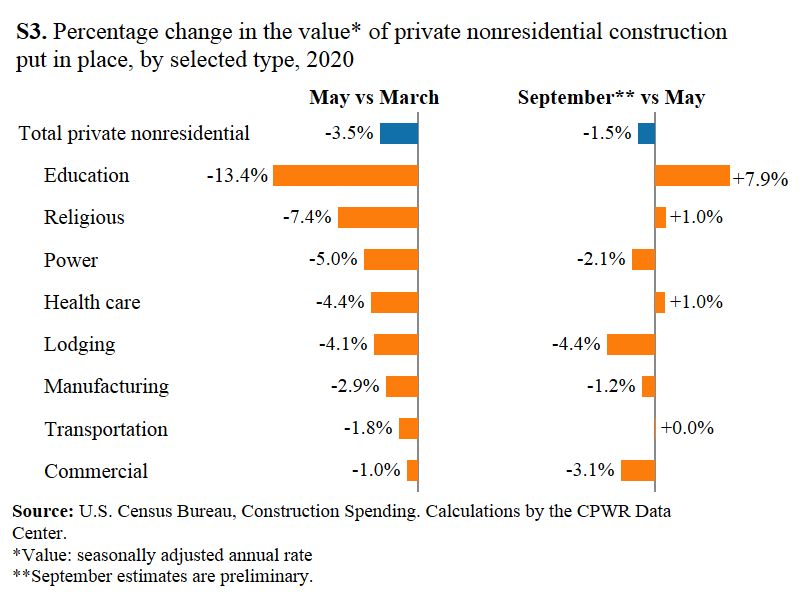 S3. Percentage change in the value* of private nonresidential construction
put in place, by selected type, 2020
May vs March September** vs May
Total private nonresidential -3.5% -1.5%
Education -13.4% +7.9%
Religious -7.4% +1.0%
Power -5.0% -2.1%
Health care -4.4% +1.0%
Lodging -4.1% -4.4%
Manufacturing -2.9% -1.2%
Transportation -1.8% +0.0%
Commercial -1.0% -3.1%
Source: U.S. Census Bureau, Construction Spending. Calculations by the CPWR Data
Center.
*Value: seasonally adjusted annual rate
**September estimates are preliminary.